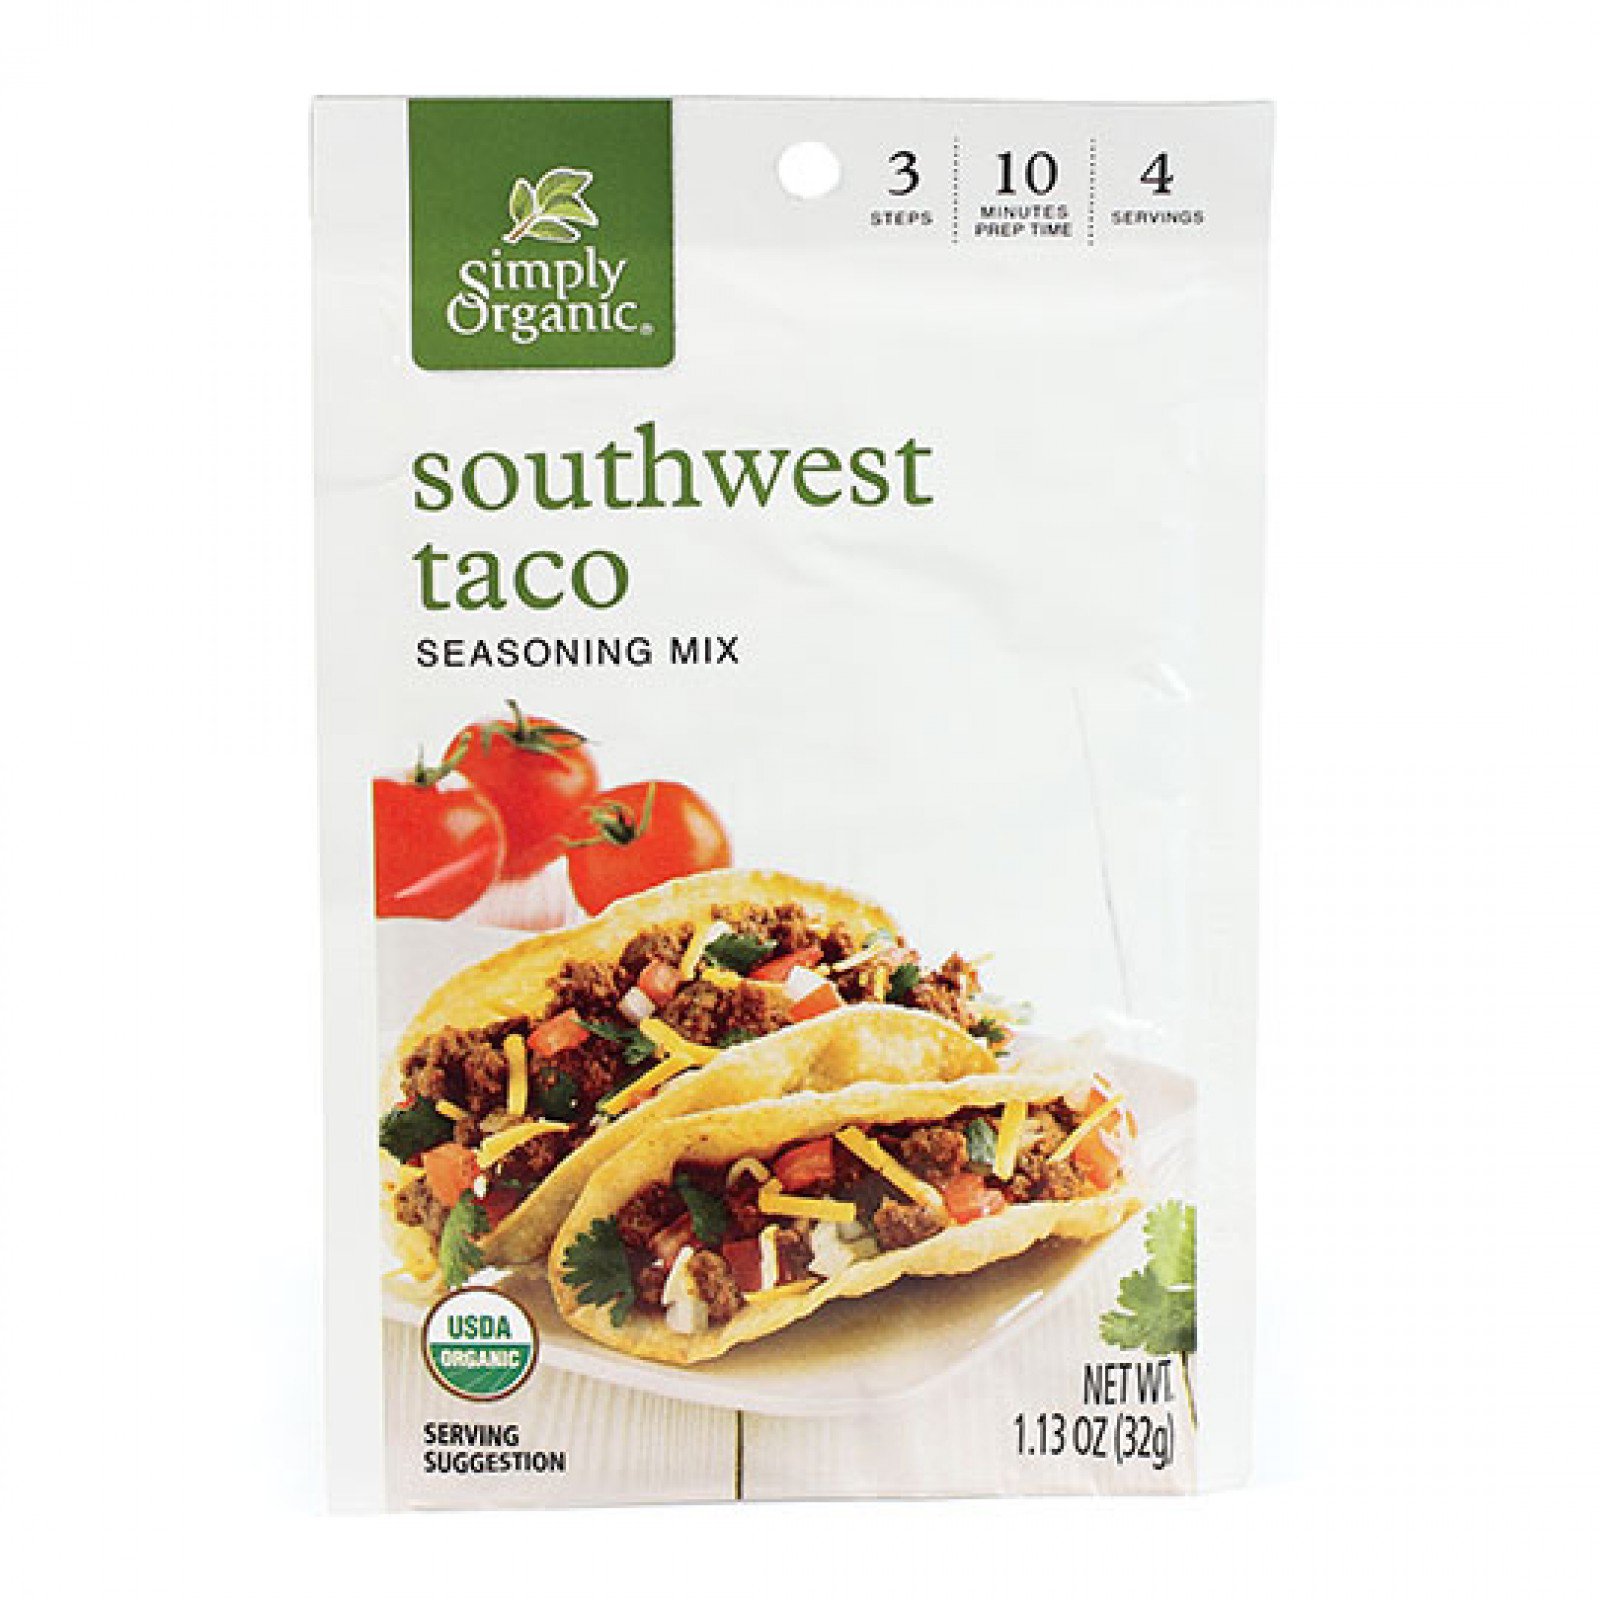 Simply
Organic®
3
STEPS
10
MINUTES
PREP TIME
4
SERVINGS
southwest
taco
SEASONING MIX
USDA
ORGANIC
SERVING
SUGGESTION
NET WT.
1.13 OZ (32g)